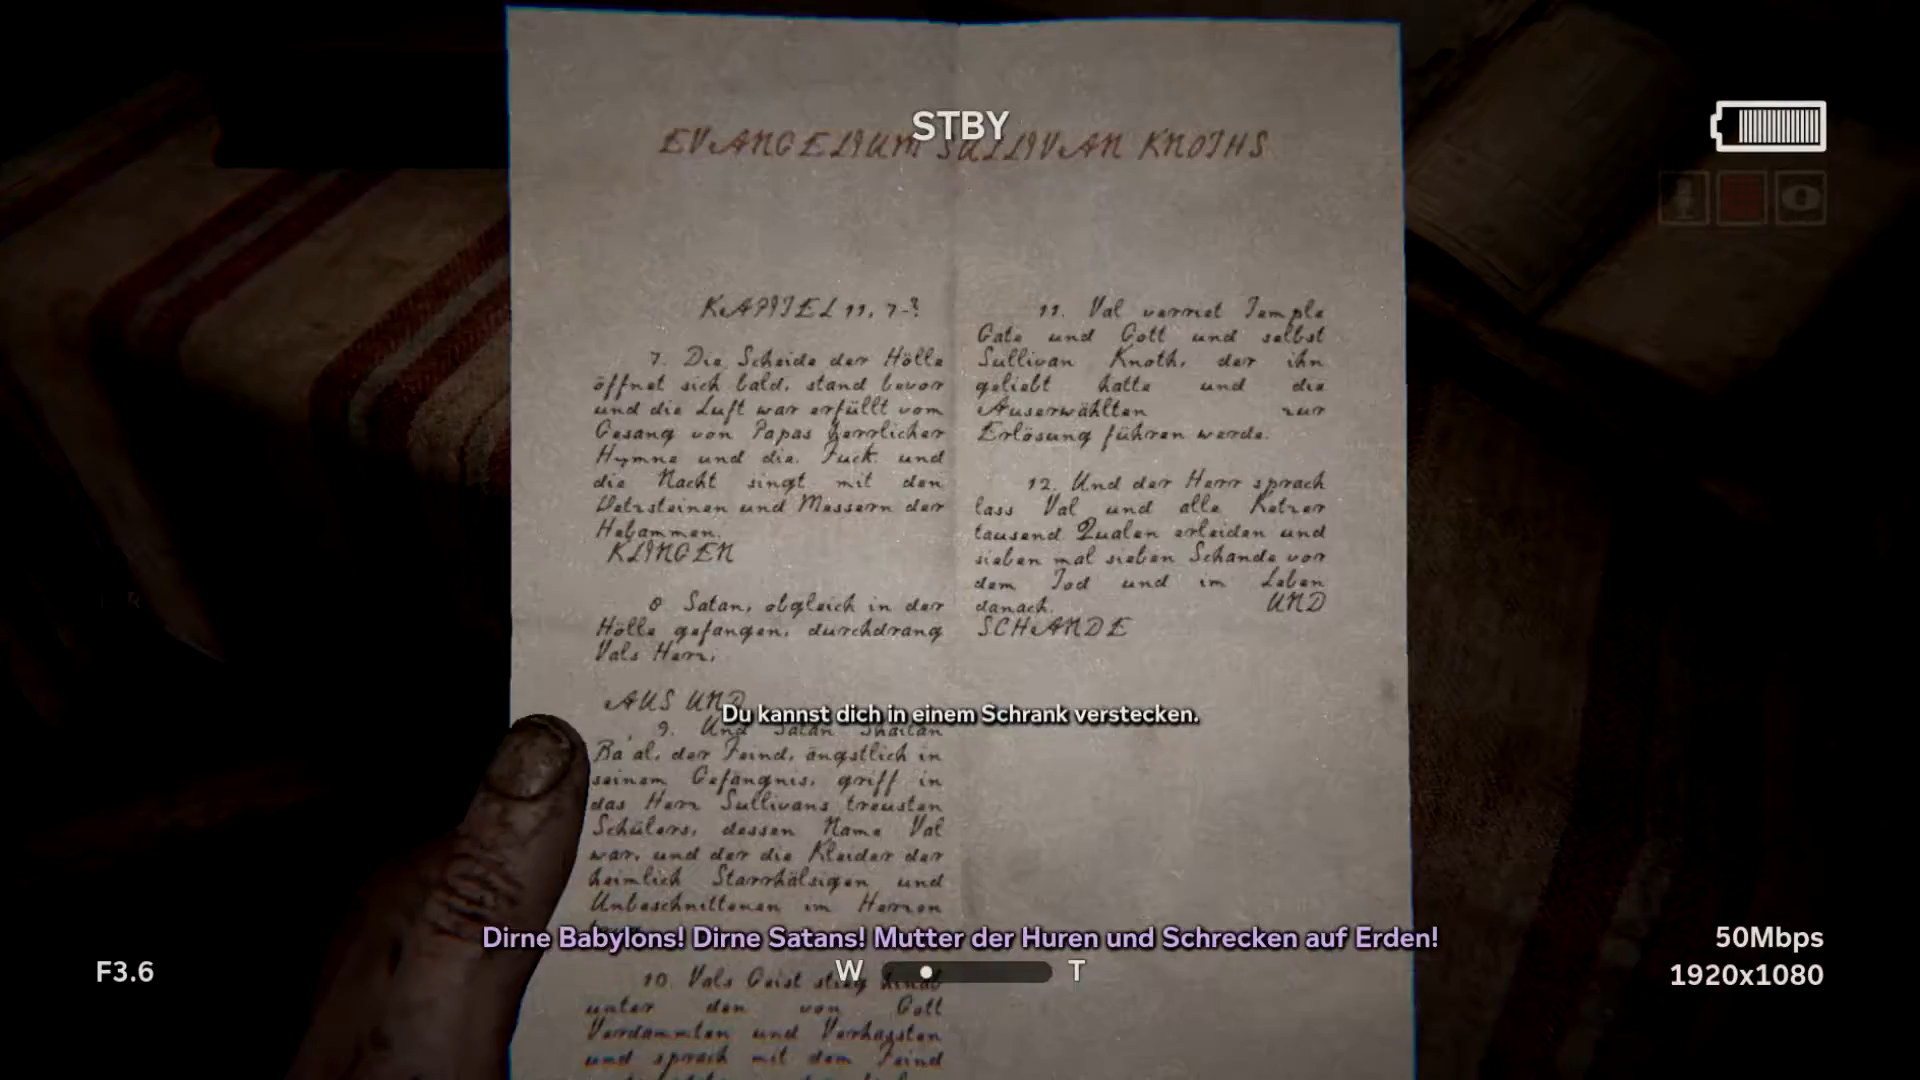 STBY
EVANGELIUM SULLIVAN KNOTHS
KAPITEL 11, 7-?
7. Die Scheide der Hölle
öffnet sich bald, stand bevor
und die Luft war erfüllt vom
Gesang von Papas herrlicher
Hymne und die. Fuck. und
die Nacht singt mit den
Wetzsteinen und Messern der
Hebammen.
KLINGEN
8 Satan, obgleich in der
Hölle gefangen, durchdrang
Vals Herz,
AUS UND
9. Und Satan Shaitan
Ba'al, der Feind, ängstlich in
seinem Gefängnis, griff in
das Herz Sullivans treusten
Schülers, dessen Name Val
war, und der die Kleider der
heimlich Starrhälsigen und
Unbeschnittenen im Herzen
10. Vals Geist stieg hinab
unter den von Gott
Verdammten und Verhassten
und sprach mit dem Feind
11. Val verriet Temple
Gate und Gott und selbst
Sullivan Knoth, der ihn
geliebt hatte und die
Auserwählten zur
Erlösung führen werde.
12. Und der Herr sprach
lass Val und alle Ketzer
tausend Qualen erleiden und
sieben mal sieben Schande vor
dem Tod und im Leben
danach. UND
SCHANDE
Du kannst dich in einem Schrank verstecken.
Dirne Babylons! Dirne Satans! Mutter der Huren und Schrecken auf Erden!
W T
F3.6
50Mbps
1920x1080